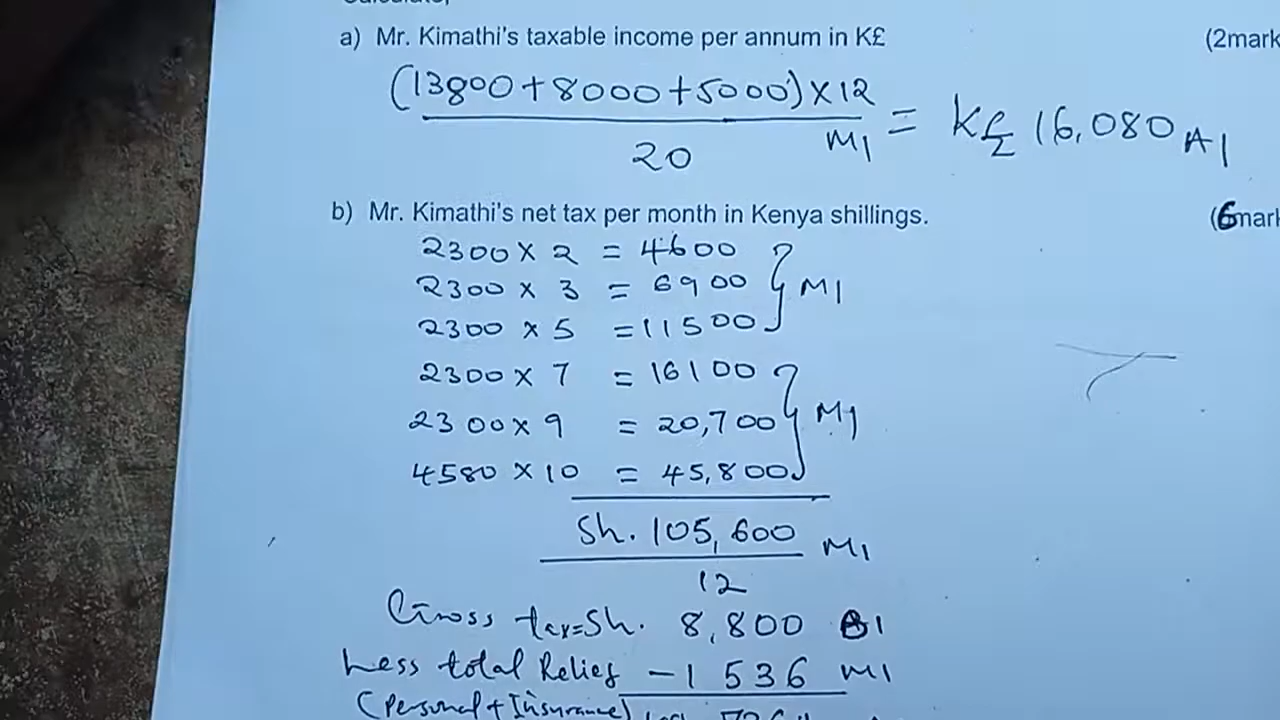 a) Mr. Kimathi's taxable income per annum in K£ (2mark
(13800+8000+5000)×12
20 M1 = K£ 16,080 A1
b) Mr. Kimathi's net tax per month in Kenya shillings. (6mark
2300 × 2 = 4600
2300 × 3 = 6900 } M1
2300 × 5 = 11500
2300 × 7 = 16100
2300 × 9 = 20,700 } M1
4580 × 10 = 45,800
Sh. 105,600 M1
12
Gross tax=Sh. 8,800 A1
Less total Relief -1 536 M1
(Personal + Insurance)